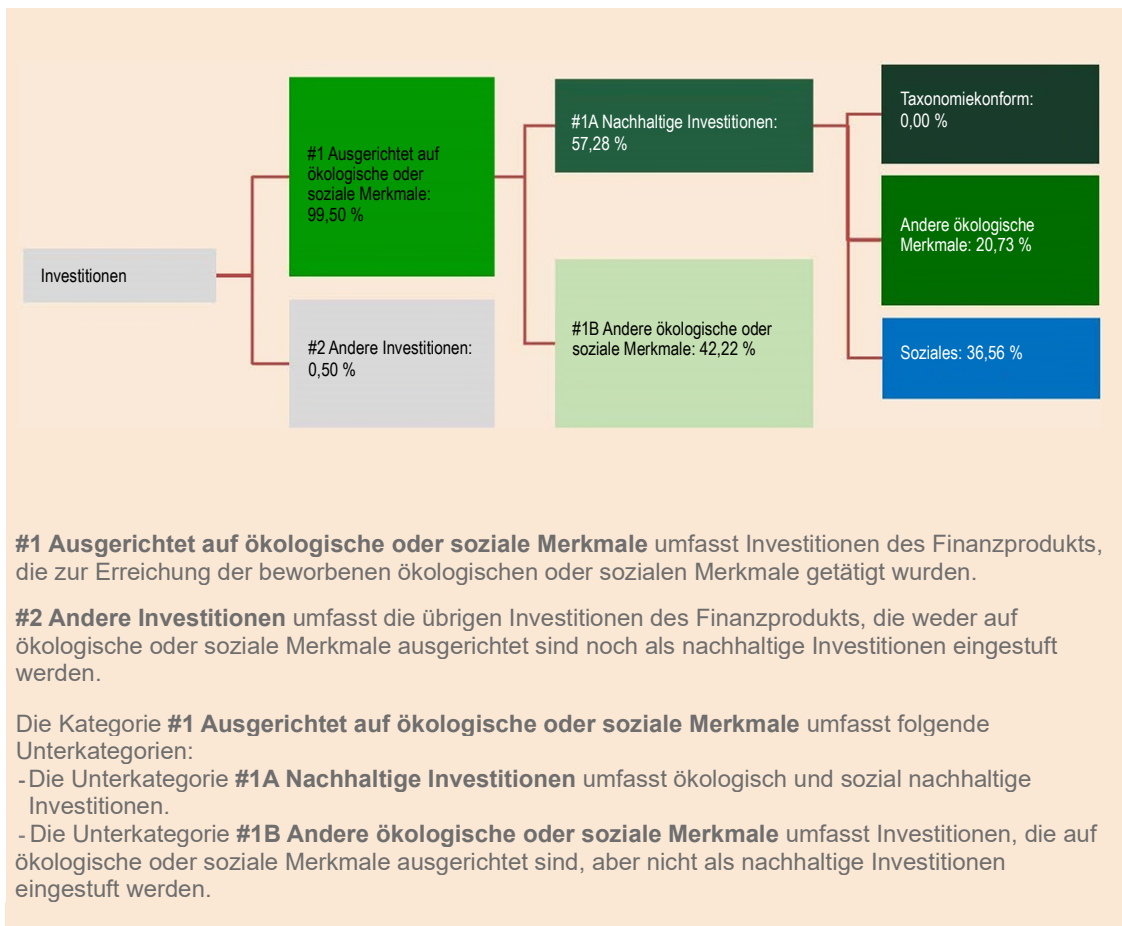 Investitionen
#1 Ausgerichtet auf
ökologische oder
soziale Merkmale:
99,50 %
#2 Andere Investitionen:
0,50 %
#1A Nachhaltige Investitionen:
57,28 %
#1B Andere ökologische oder
soziale Merkmale: 42,22 %
Taxonomiekonform:
0,00 %
Andere ökologische
Merkmale: 20,73 %
Soziales: 36,56 %
#1 Ausgerichtet auf ökologische oder soziale Merkmale umfasst Investitionen des Finanzprodukts,
die zur Erreichung der beworbenen ökologischen oder sozialen Merkmale getätigt wurden.
#2 Andere Investitionen umfasst die übrigen Investitionen des Finanzprodukts, die weder auf
ökologische oder soziale Merkmale ausgerichtet sind noch als nachhaltige Investitionen eingestuft
werden.
Die Kategorie #1 Ausgerichtet auf ökologische oder soziale Merkmale umfasst folgende
Unterkategorien:
- Die Unterkategorie #1A Nachhaltige Investitionen umfasst ökologisch und sozial nachhaltige
Investitionen.
- Die Unterkategorie #1B Andere ökologische oder soziale Merkmale umfasst Investitionen, die auf
ökologische oder soziale Merkmale ausgerichtet sind, aber nicht als nachhaltige Investitionen
eingestuft werden.